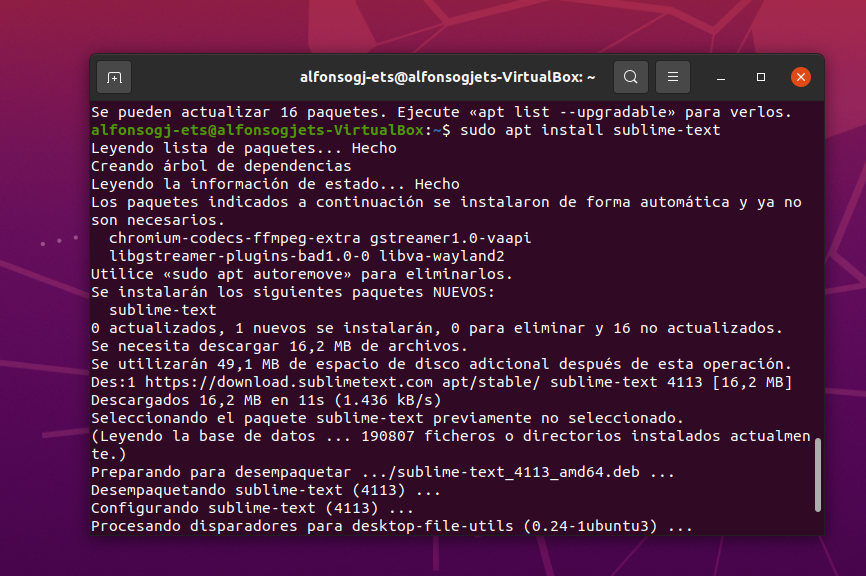 alfonsogj-ets@alfonsogjets-VirtualBox: ~
Se pueden actualizar 16 paquetes. Ejecute «apt list --upgradable» para verlos.
alfonsogj-ets@alfonsogjets-VirtualBox:~$ sudo apt install sublime-text
Leyendo lista de paquetes... Hecho
Creando árbol de dependencias
Leyendo la información de estado... Hecho
Los paquetes indicados a continuación se instalaron de forma automática y ya no
son necesarios.
  chromium-codecs-ffmpeg-extra gstreamer1.0-vaapi
  libgstreamer-plugins-bad1.0-0 libva-wayland2
Utilice «sudo apt autoremove» para eliminarlos.
Se instalarán los siguientes paquetes NUEVOS:
  sublime-text
0 actualizados, 1 nuevos se instalarán, 0 para eliminar y 16 no actualizados.
Se necesita descargar 16,2 MB de archivos.
Se utilizarán 49,1 MB de espacio de disco adicional después de esta operación.
Des:1 https://download.sublimetext.com apt/stable/ sublime-text 4113 [16,2 MB]
Descargados 16,2 MB en 11s (1.436 kB/s)
Seleccionando el paquete sublime-text previamente no seleccionado.
(Leyendo la base de datos ... 190807 ficheros o directorios instalados actualmen
te.)
Preparando para desempaquetar .../sublime-text_4113_amd64.deb ...
Desempaquetando sublime-text (4113) ...
Configurando sublime-text (4113) ...
Procesando disparadores para desktop-file-utils (0.24-1ubuntu3) ...